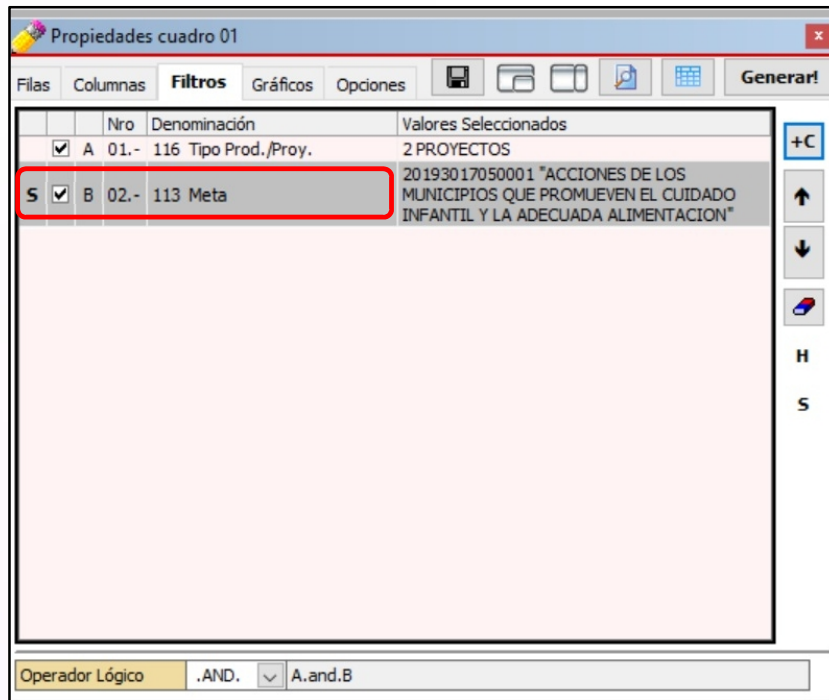 Propiedades cuadro 01 x
Filas Columnas Filtros Gráficos Opciones Generar!
Nro Denominación Valores Seleccionados
A 01.- 116 Tipo Prod./Proy. 2 PROYECTOS
S B 02.- 113 Meta 20193017050001 "ACCIONES DE LOS
MUNICIPIOS QUE PROMUEVEN EL CUIDADO
INFANTIL Y LA ADECUADA ALIMENTACION"
+C
H
S
Operador Lógico .AND. A.and.B